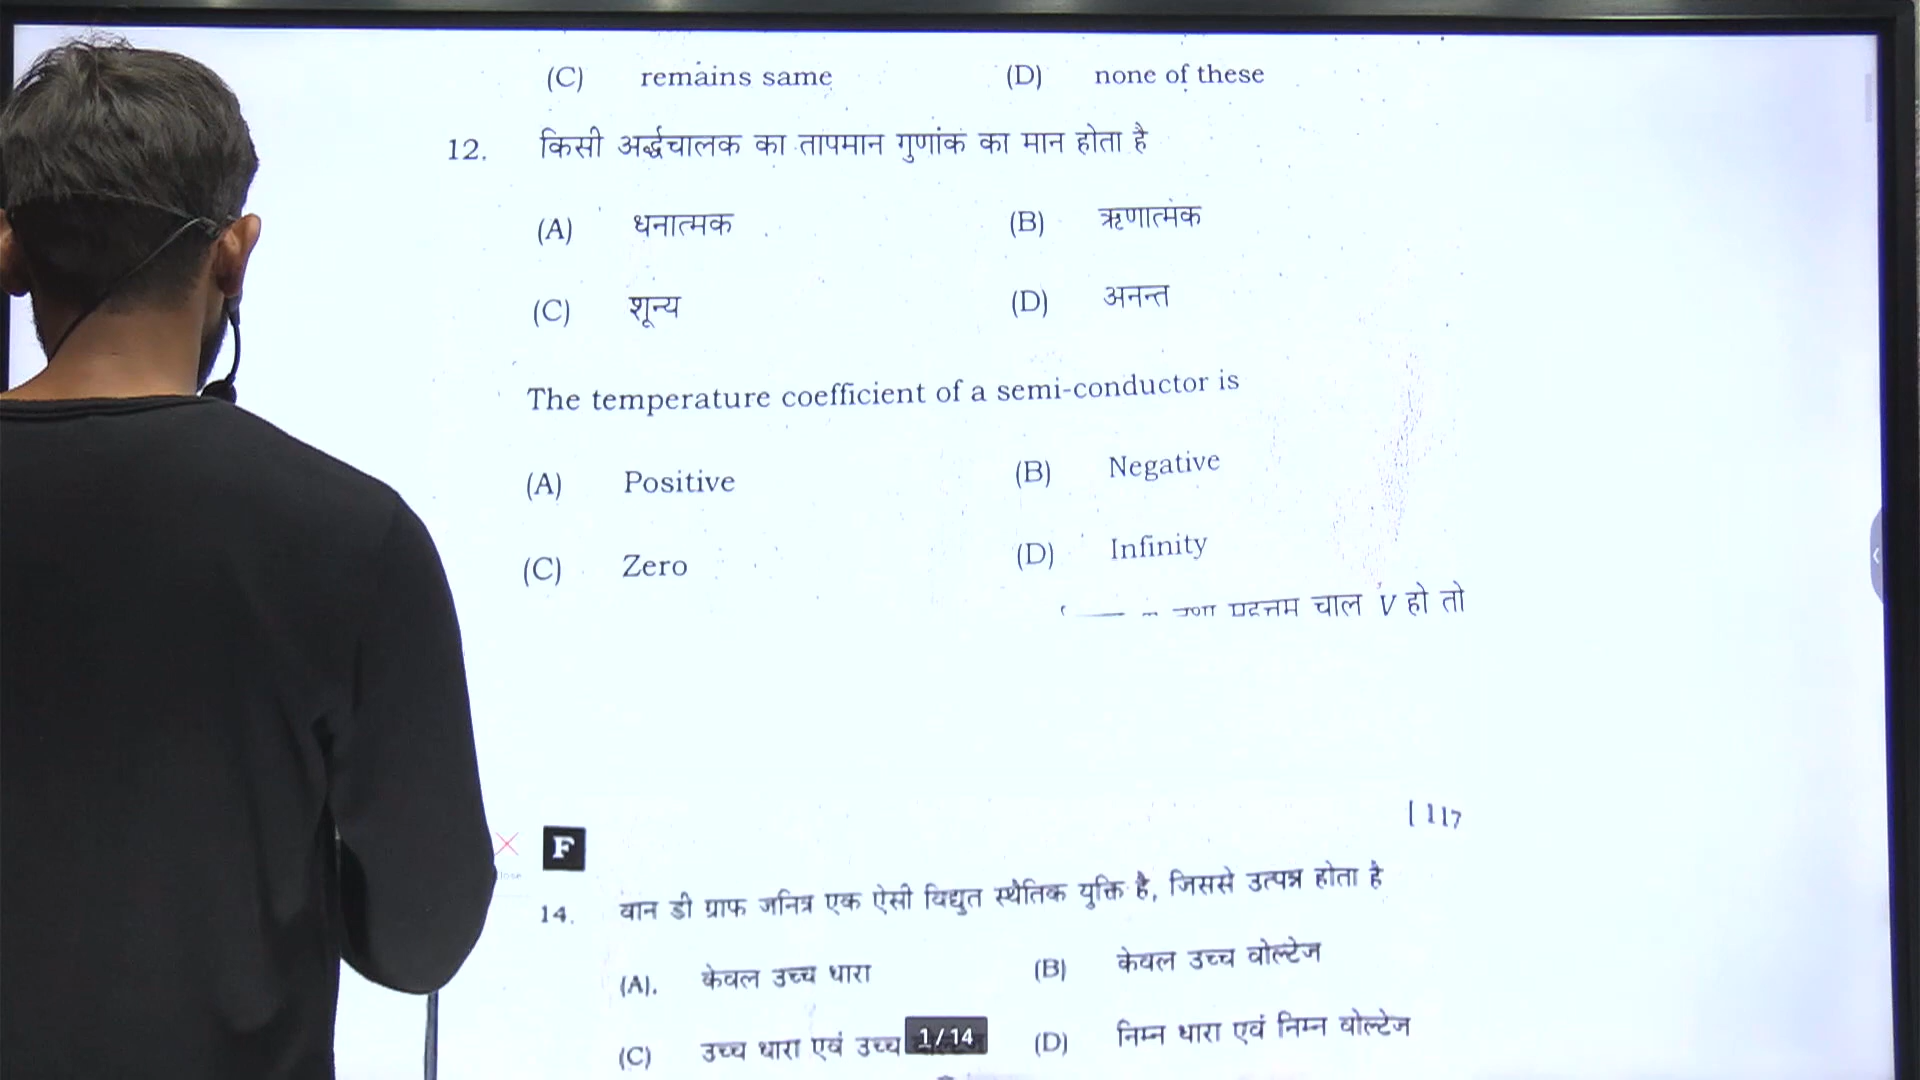 (C) remains same (D) none of these
12. किसी अर्द्धचालक का तापमान गुणांक का मान होता है
(A) धनात्मक (B) ऋणात्मक
(C) शून्य (D) अनन्त
The temperature coefficient of a semi-conductor is
(A) Positive (B) Negative
(C) Zero (D) Infinity
चाल V हो तो
[ 117
F
14. वान डी ग्राफ जनित्र एक ऐसी विद्युत स्थैतिक युक्ति है, जिससे उत्पन्न होता है
(A). केवल उच्च धारा (B) केवल उच्च वोल्टेज
(C) उच्च धारा एवं उच्च (D) निम्न धारा एवं निम्न वोल्टेज
1/14